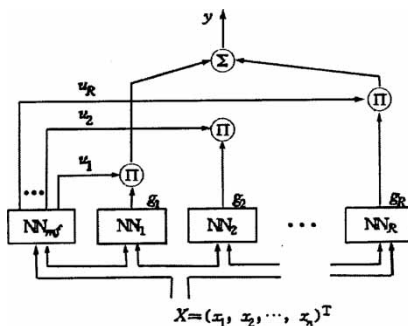 y
Σ
u_R
Π
u_2
Π
u_1
Π
...
g_1
g_2
g_R
NN_mf
NN_1
NN_2
...
NN_R
X=(x_1, x_2, ..., x_n)^T